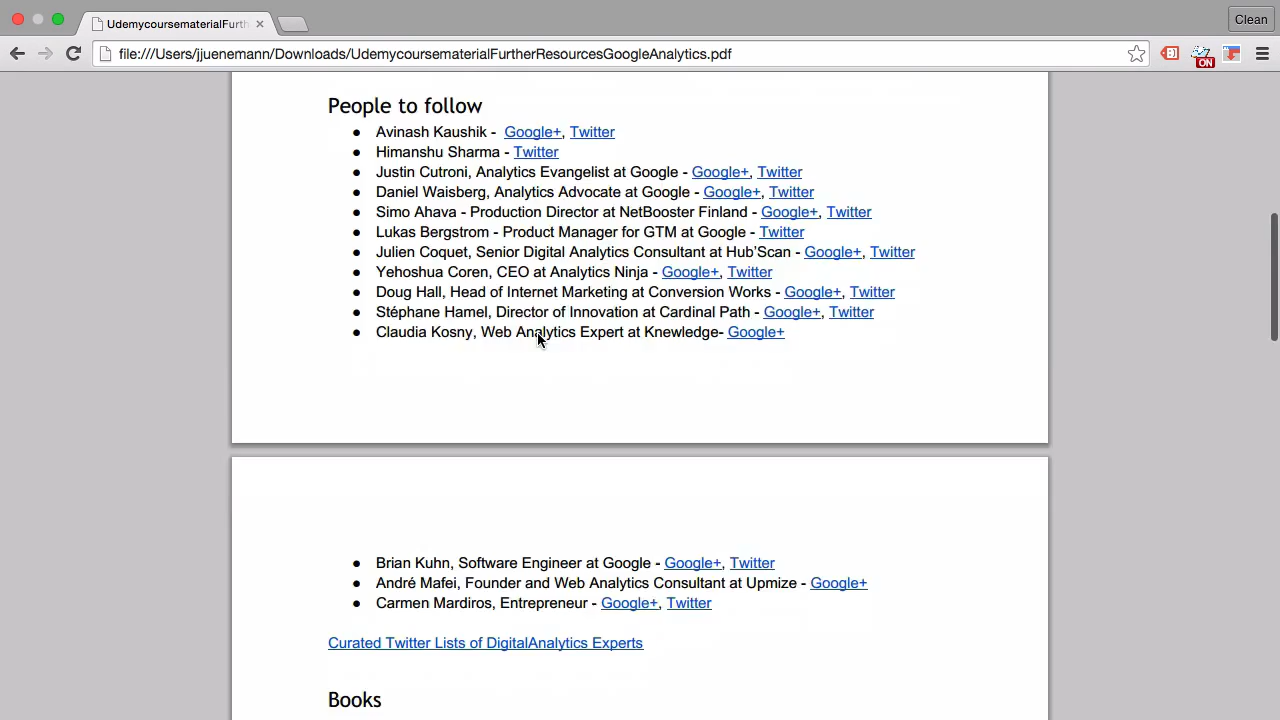 UdemycoursematerialFurth
Clean
file:///Users/jjuenemann/Downloads/UdemycoursematerialFurtherResourcesGoogleAnalytics.pdf
ON
People to follow
● Avinash Kaushik - Google+, Twitter
● Himanshu Sharma - Twitter
● Justin Cutroni, Analytics Evangelist at Google - Google+, Twitter
● Daniel Waisberg, Analytics Advocate at Google - Google+, Twitter
● Simo Ahava - Production Director at NetBooster Finland - Google+, Twitter
● Lukas Bergstrom - Product Manager for GTM at Google - Twitter
● Julien Coquet, Senior Digital Analytics Consultant at Hub'Scan - Google+, Twitter
● Yehoshua Coren, CEO at Analytics Ninja - Google+, Twitter
● Doug Hall, Head of Internet Marketing at Conversion Works - Google+, Twitter
● Stéphane Hamel, Director of Innovation at Cardinal Path - Google+, Twitter
● Claudia Kosny, Web Analytics Expert at Knewledge- Google+
● Brian Kuhn, Software Engineer at Google - Google+, Twitter
● André Mafei, Founder and Web Analytics Consultant at Upmize - Google+
● Carmen Mardiros, Entrepreneur - Google+, Twitter
Curated Twitter Lists of DigitalAnalytics Experts
Books